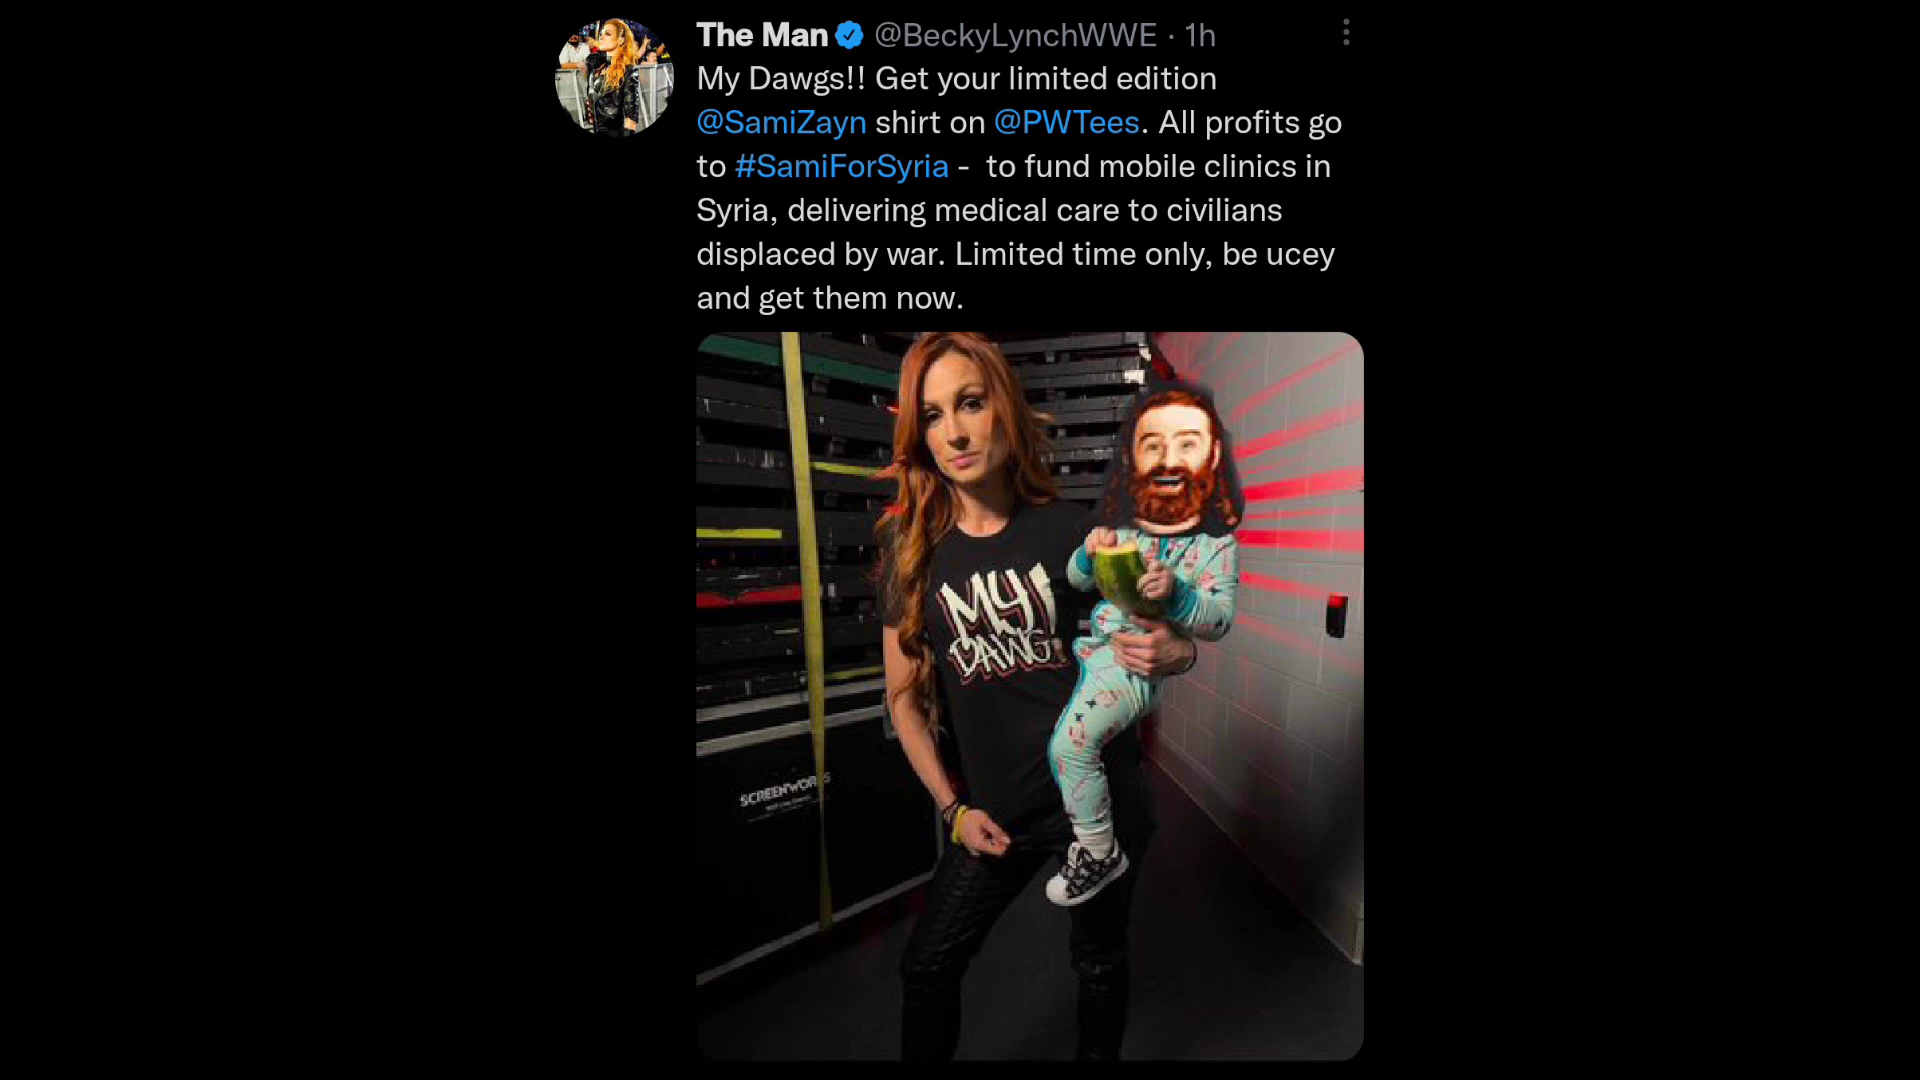 The Man @BeckyLynchWWE · 1h
My Dawgs!! Get your limited edition
@SamiZayn shirt on @PWTees. All profits go
to #SamiForSyria -  to fund mobile clinics in
Syria, delivering medical care to civilians
displaced by war. Limited time only, be ucey
and get them now.
MY
DAWG
SCREENWORKS